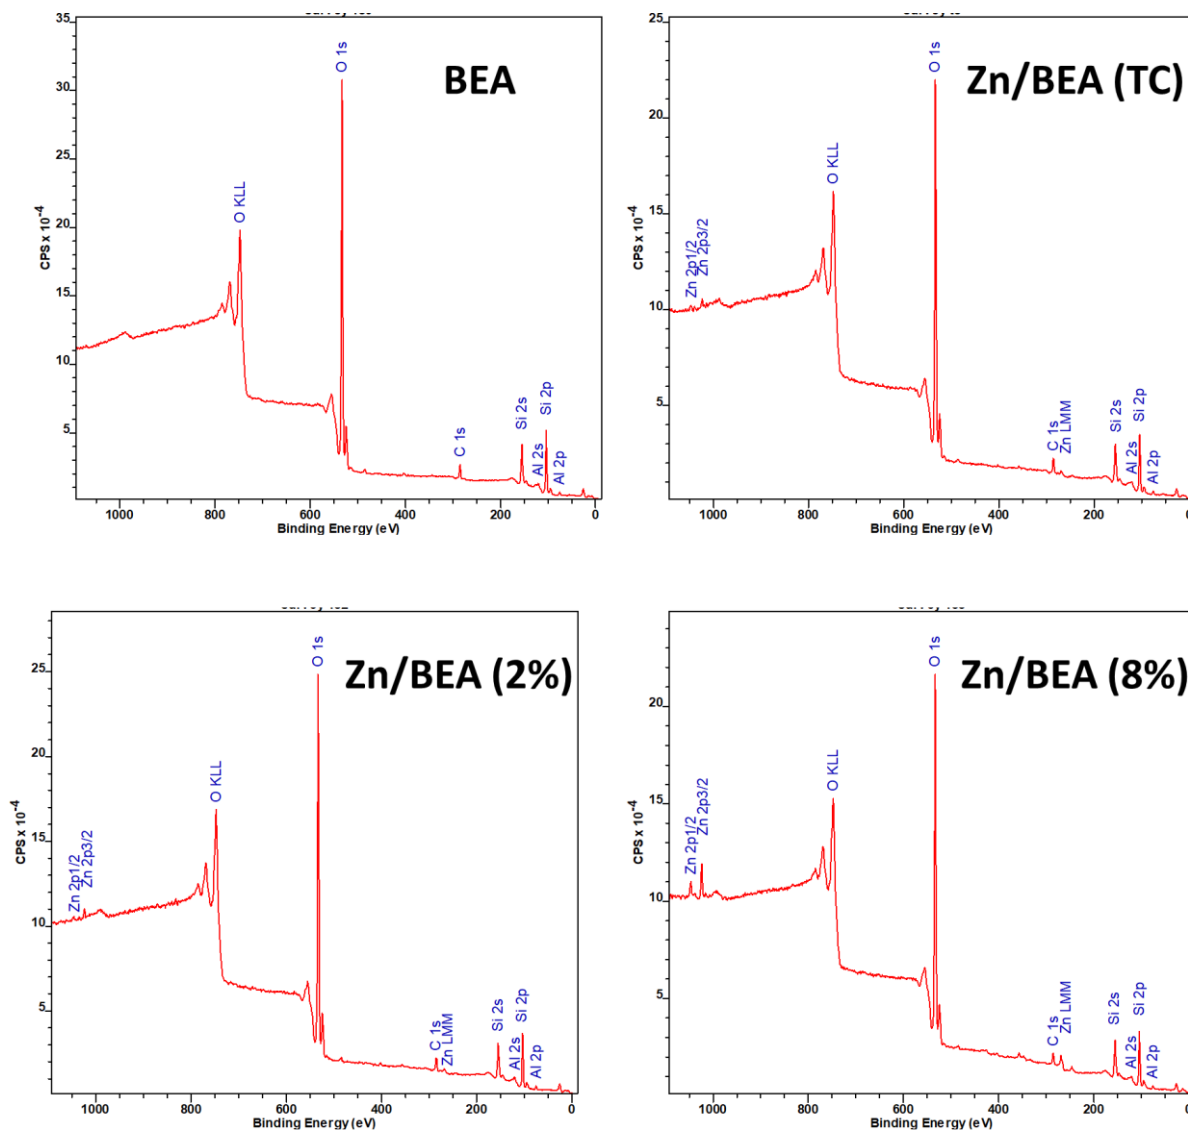 BEA
CPS x 10⁻⁴
35
30
25
20
15
10
5
O KLL
O 1s
C 1s
Si 2s
Al 2s
Si 2p
Al 2p
1000 800 600 400 200 0
Binding Energy (eV)
Zn/BEA (TC)
CPS x 10⁻⁴
25
20
15
10
5
Zn 2p1/2
Zn 2p3/2
O KLL
O 1s
C 1s
Zn LMM
Si 2s
Al 2s
Si 2p
Al 2p
1000 800 600 400 200 0
Binding Energy (eV)
Zn/BEA (2%)
CPS x 10⁻⁴
25
20
15
10
5
Zn 2p1/2
Zn 2p3/2
O KLL
O 1s
C 1s
Zn LMM
Si 2s
Al 2s
Si 2p
Al 2p
1000 800 600 400 200 0
Binding Energy (eV)
Zn/BEA (8%)
CPS x 10⁻⁴
20
15
10
5
Zn 2p1/2
Zn 2p3/2
O KLL
O 1s
C 1s
Zn LMM
Si 2s
Al 2s
Si 2p
Al 2p
1000 800 600 400 200 0
Binding Energy (eV)